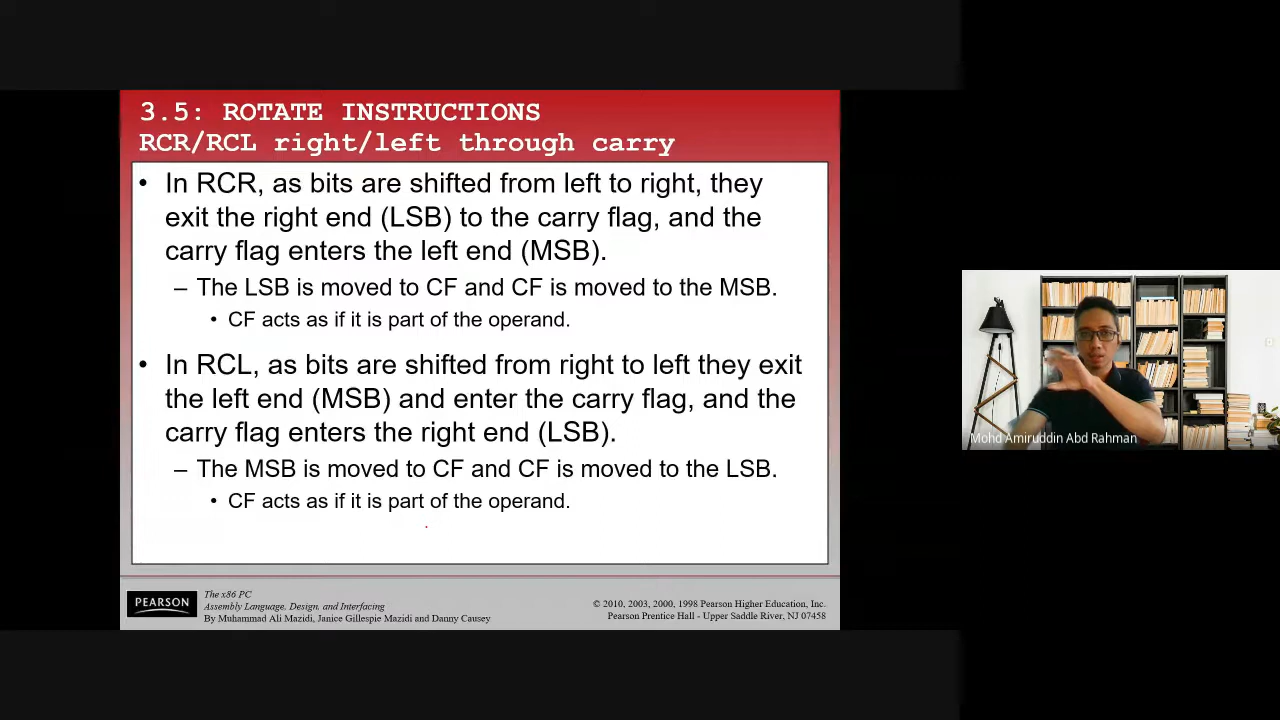 3.5: ROTATE INSTRUCTIONS
RCR/RCL right/left through carry
• In RCR, as bits are shifted from left to right, they
exit the right end (LSB) to the carry flag, and the
carry flag enters the left end (MSB).
– The LSB is moved to CF and CF is moved to the MSB.
• CF acts as if it is part of the operand.
• In RCL, as bits are shifted from right to left they exit
the left end (MSB) and enter the carry flag, and the
carry flag enters the right end (LSB).
– The MSB is moved to CF and CF is moved to the LSB.
• CF acts as if it is part of the operand.
PEARSON
The x86 PC
Assembly Language, Design, and Interfacing
By Muhammad Ali Mazidi, Janice Gillespie Mazidi and Danny Causey
© 2010, 2003, 2000, 1998 Pearson Higher Education, Inc.
Pearson Prentice Hall - Upper Saddle River, NJ 07458
Mohd Amiruddin Abd Rahman